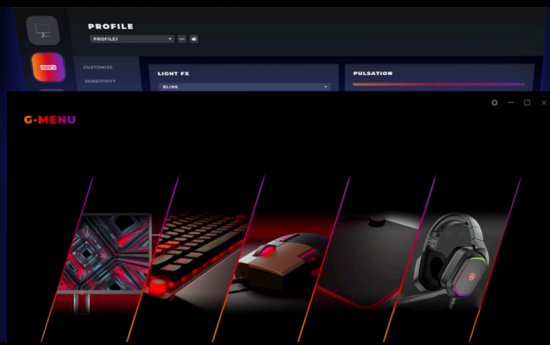 PROFILE
PROFILE1
CUSTOMIZE
LIGHT FX
PULSATION
SENSITIVITY
BLINK
G-MENU